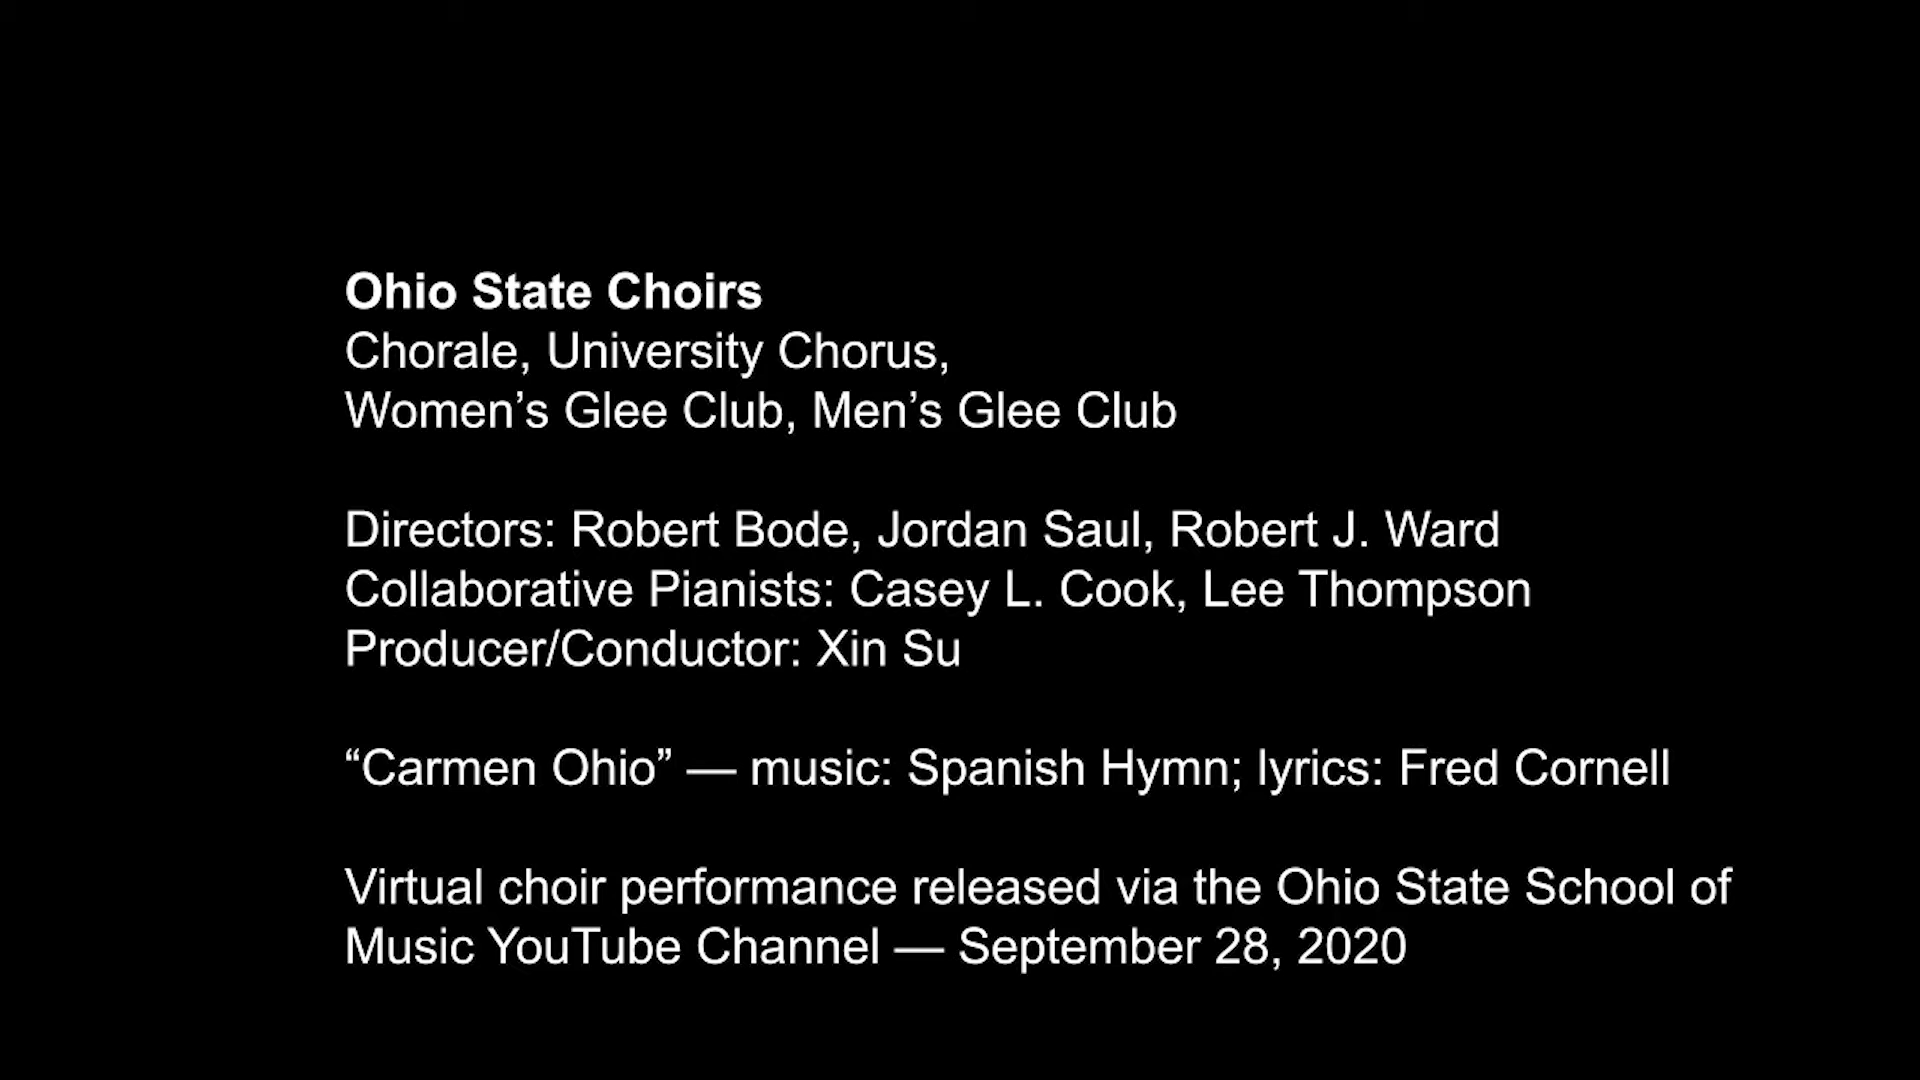 Ohio State Choirs
Chorale, University Chorus,
Women’s Glee Club, Men’s Glee Club
Directors: Robert Bode, Jordan Saul, Robert J. Ward
Collaborative Pianists: Casey L. Cook, Lee Thompson
Producer/Conductor: Xin Su
“Carmen Ohio” — music: Spanish Hymn; lyrics: Fred Cornell
Virtual choir performance released via the Ohio State School of
Music YouTube Channel — September 28, 2020